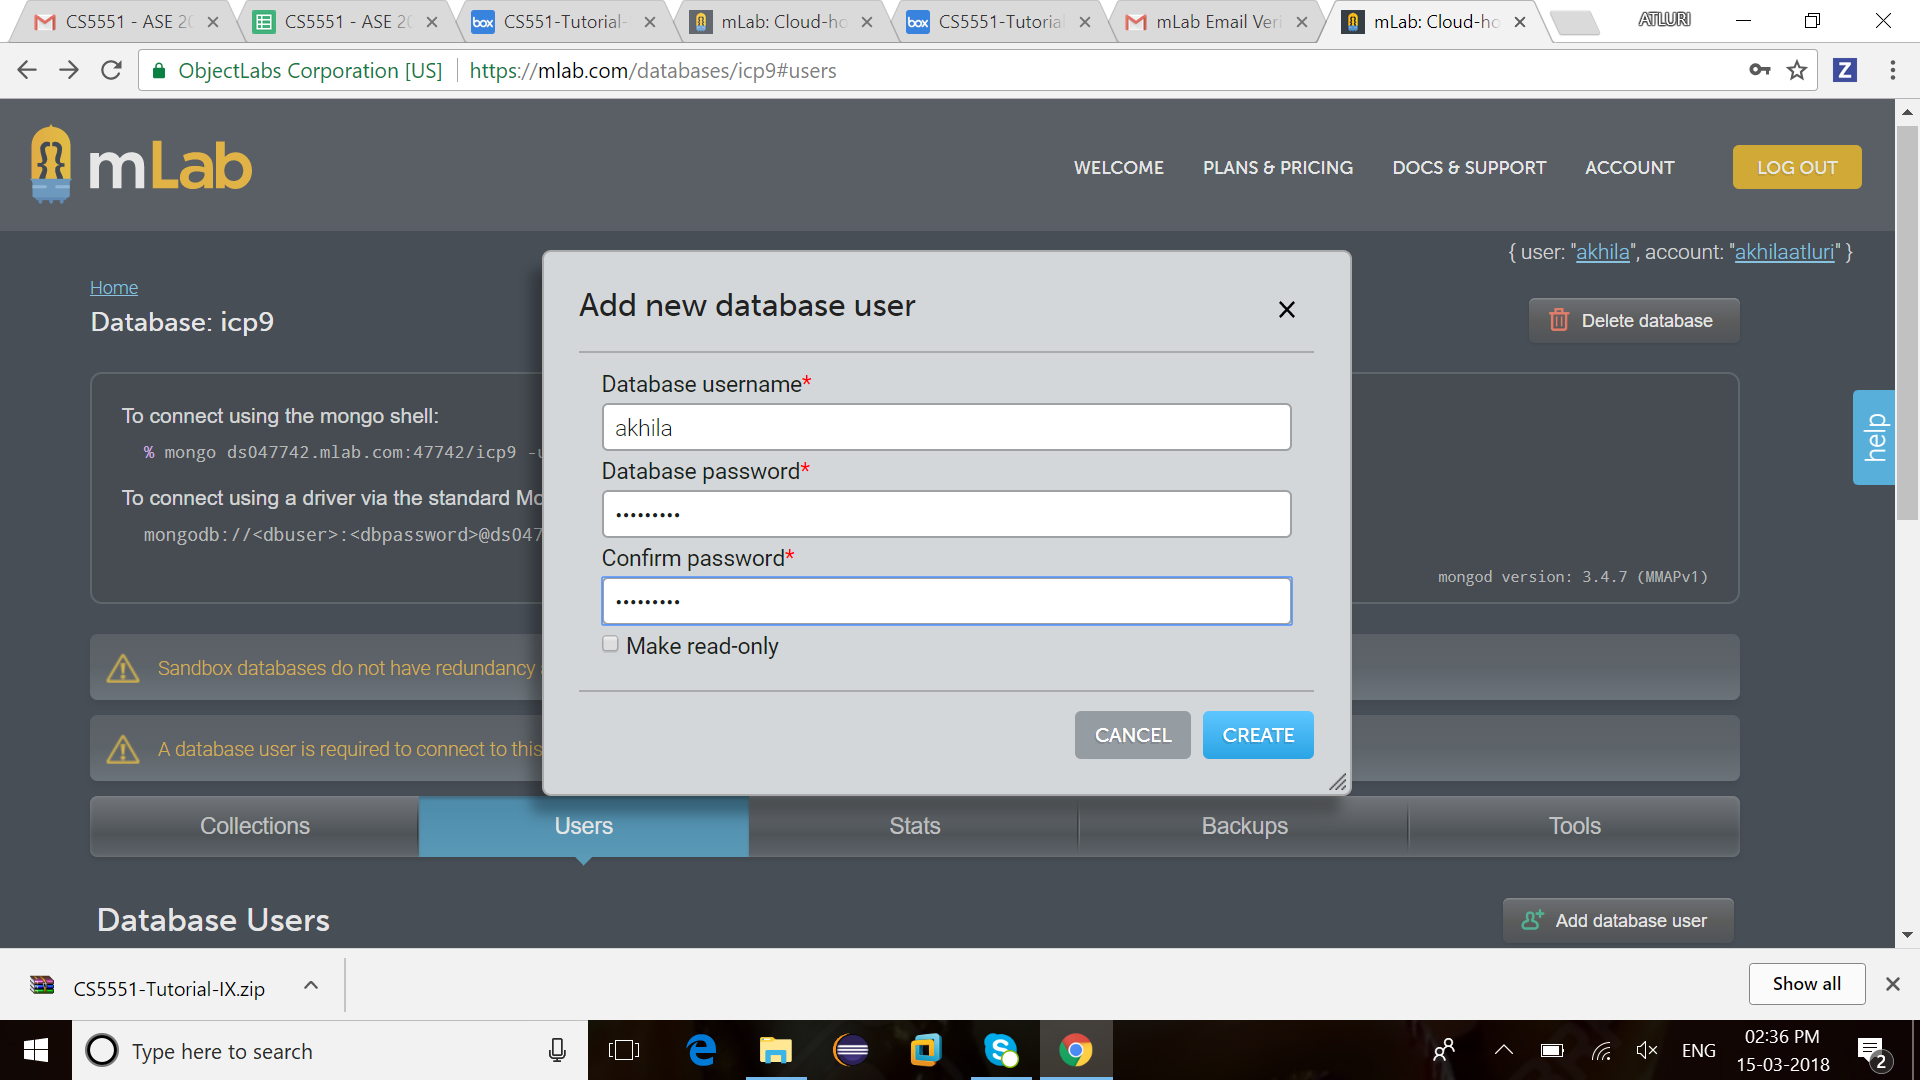 CS5551 - ASE 20
CS5551 - ASE 20
box CS5551-Tutorial-
mLab: Cloud-ho
box CS5551-Tutorial
mLab Email Veri
mLab: Cloud-ho
ATLURI
ObjectLabs Corporation [US]
https://mlab.com/databases/icp9#users
Z
mLab
WELCOME
PLANS & PRICING
DOCS & SUPPORT
ACCOUNT
LOG OUT
{ user: "akhila", account: "akhilaatluri" }
Home
Database: icp9
Delete database
To connect using the mongo shell:
% mongo ds047742.mlab.com:47742/icp9 -u
To connect using a driver via the standard Mo
mongodb://<dbuser>:<dbpassword>@ds047
mongod version: 3.4.7 (MMAPv1)
help
Add new database user
Database username*
akhila
Database password*
•••••••••
Confirm password*
•••••••••
Make read-only
CANCEL
CREATE
Sandbox databases do not have redundancy
A database user is required to connect to this
Collections
Users
Stats
Backups
Tools
Database Users
Add database user
CS5551-Tutorial-IX.zip
Show all
Type here to search
ENG
02:36 PM
15-03-2018
2